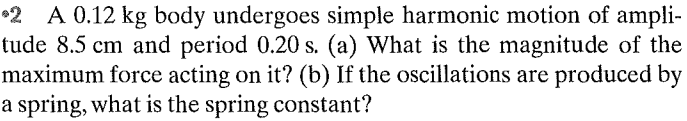 •2 A 0.12 kg body undergoes simple harmonic motion of ampli-
tude 8.5 cm and period 0.20 s. (a) What is the magnitude of the
maximum force acting on it? (b) If the oscillations are produced by
a spring, what is the spring constant?